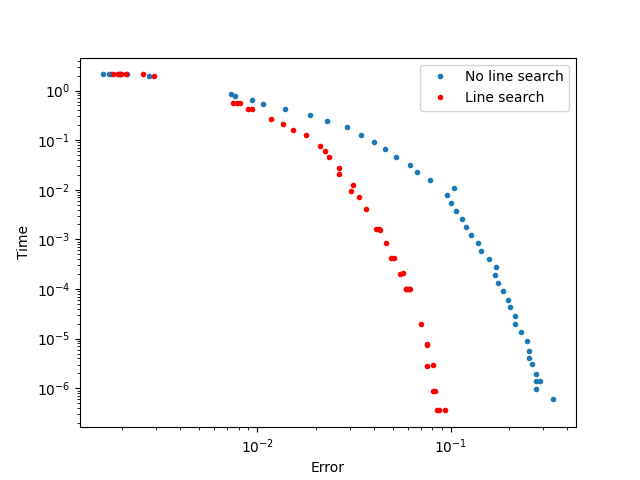 No line search
Line search
Time
10⁰
10⁻¹
10⁻²
10⁻³
10⁻⁴
10⁻⁵
10⁻⁶
10⁻²
10⁻¹
Error